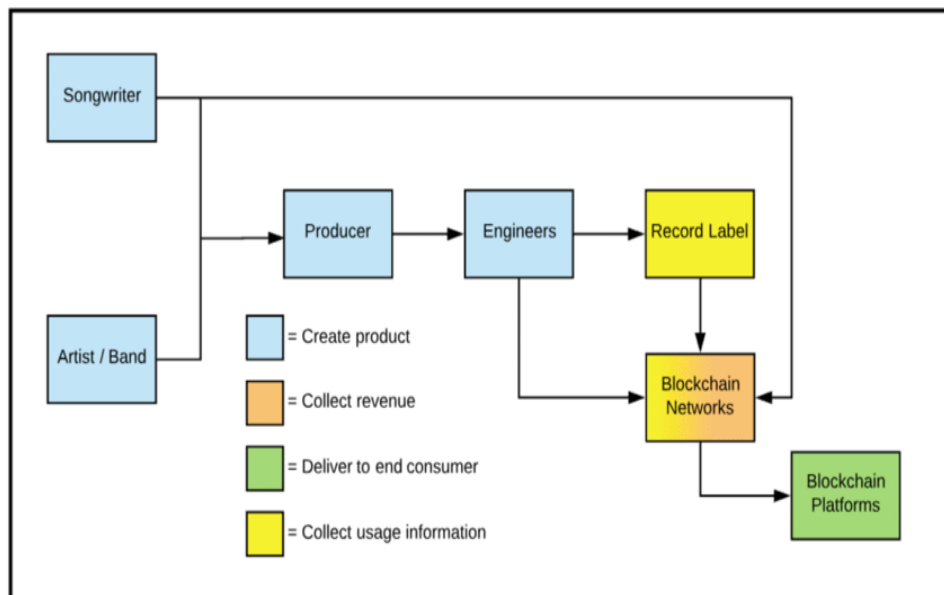 Songwriter
Producer
Engineers
Record Label
Artist / Band
= Create product
= Collect revenue
= Deliver to end consumer
= Collect usage information
Blockchain
Networks
Blockchain
Platforms